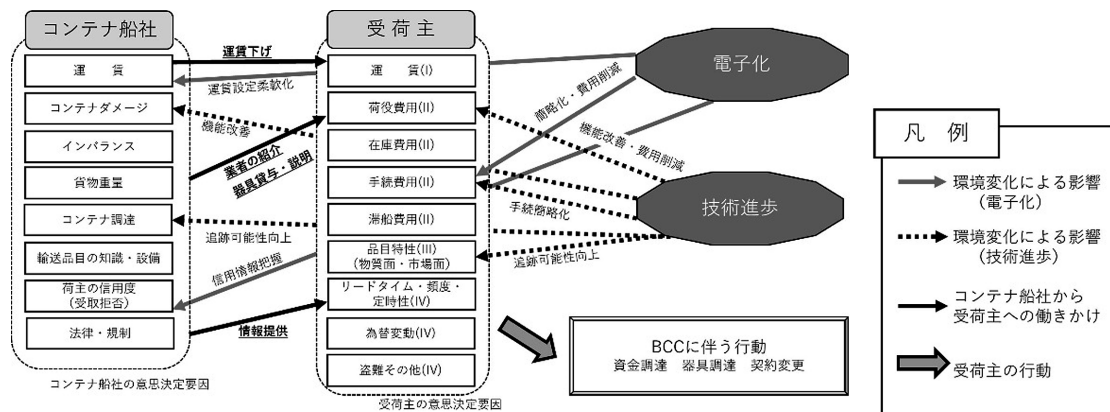 コンテナ船社
運　賃
コンテナダメージ
インバランス
貨物重量
コンテナ調達
輸送品目の知識・設備
荷主の信用度
(受取拒否)
法律・規制
コンテナ船社の意思決定要因
運賃下げ
運賃設定柔軟化
機能改善
業者の紹介
器具貸与・説明
追跡可能性向上
信用情報把握
情報提供
受 荷 主
運　賃(I)
荷役費用(II)
在庫費用(II)
手続費用(II)
滞船費用(II)
品目特性(III)
(物質面・市場面)
リードタイム・頻度・
定時性(IV)
為替変動(IV)
盗難その他(IV)
受荷主の意思決定要因
簡略化・費用削減
機能改善・費用削減
手続簡略化
追跡可能性向上
電子化
技術進歩
BCCに伴う行動
資金調達　器具調達　契約変更
凡　例
環境変化による影響
(電子化)
環境変化による影響
(技術進歩)
コンテナ船社から
受荷主への働きかけ
受荷主の行動